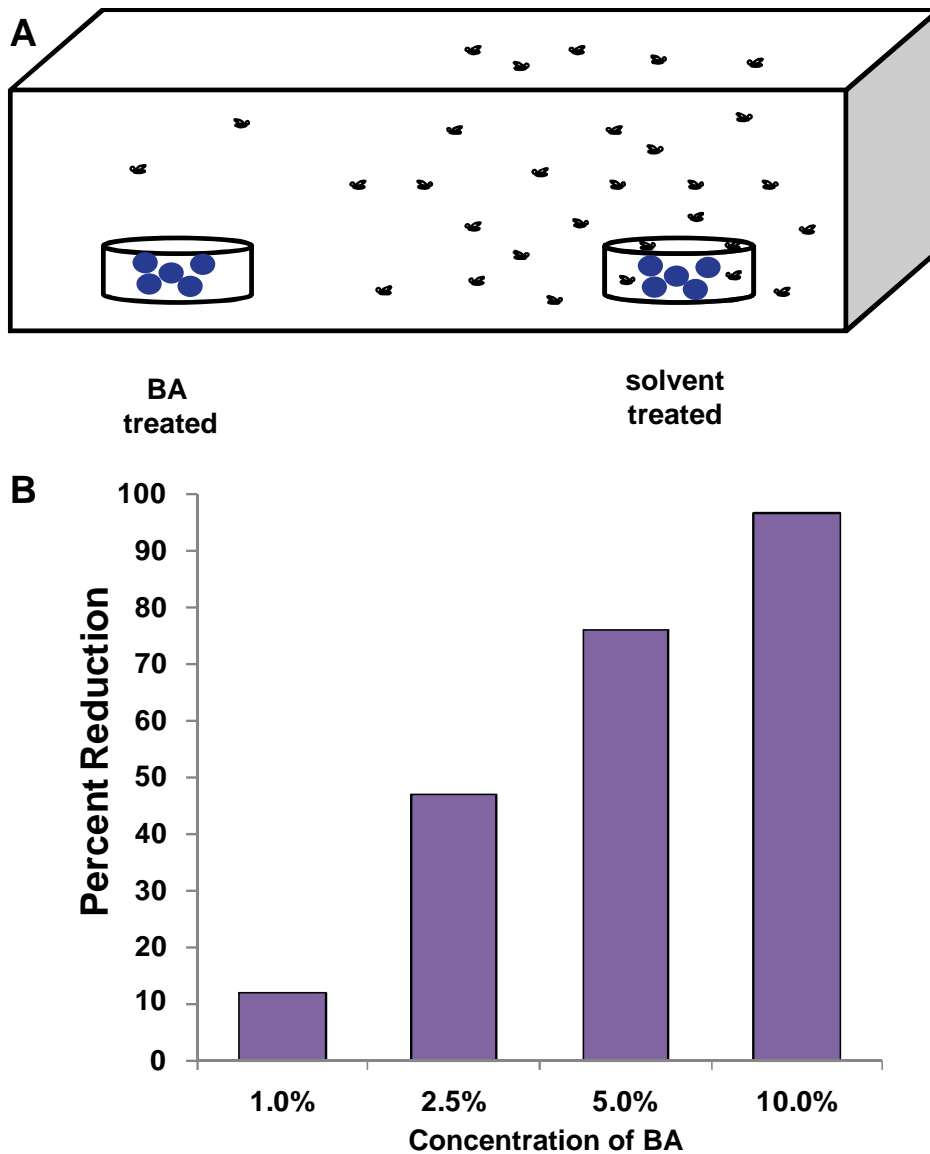 A
BA
treated
solvent
treated
B
Percent Reduction
100
90
80
70
60
50
40
30
20
10
0
1.0%
2.5%
5.0%
10.0%
Concentration of BA